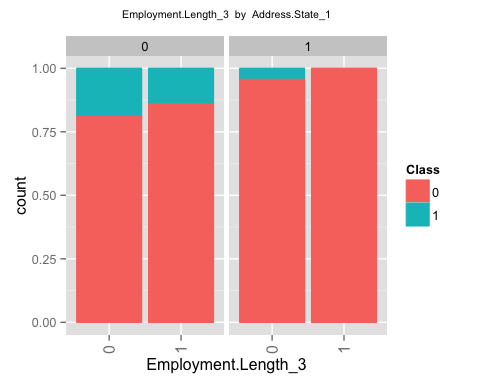 Employment.Length_3 by Address.State_1
0 1
1.00
0.75
0.50
0.25
0.00
count
0 1 0 1
Employment.Length_3
Class
0
1